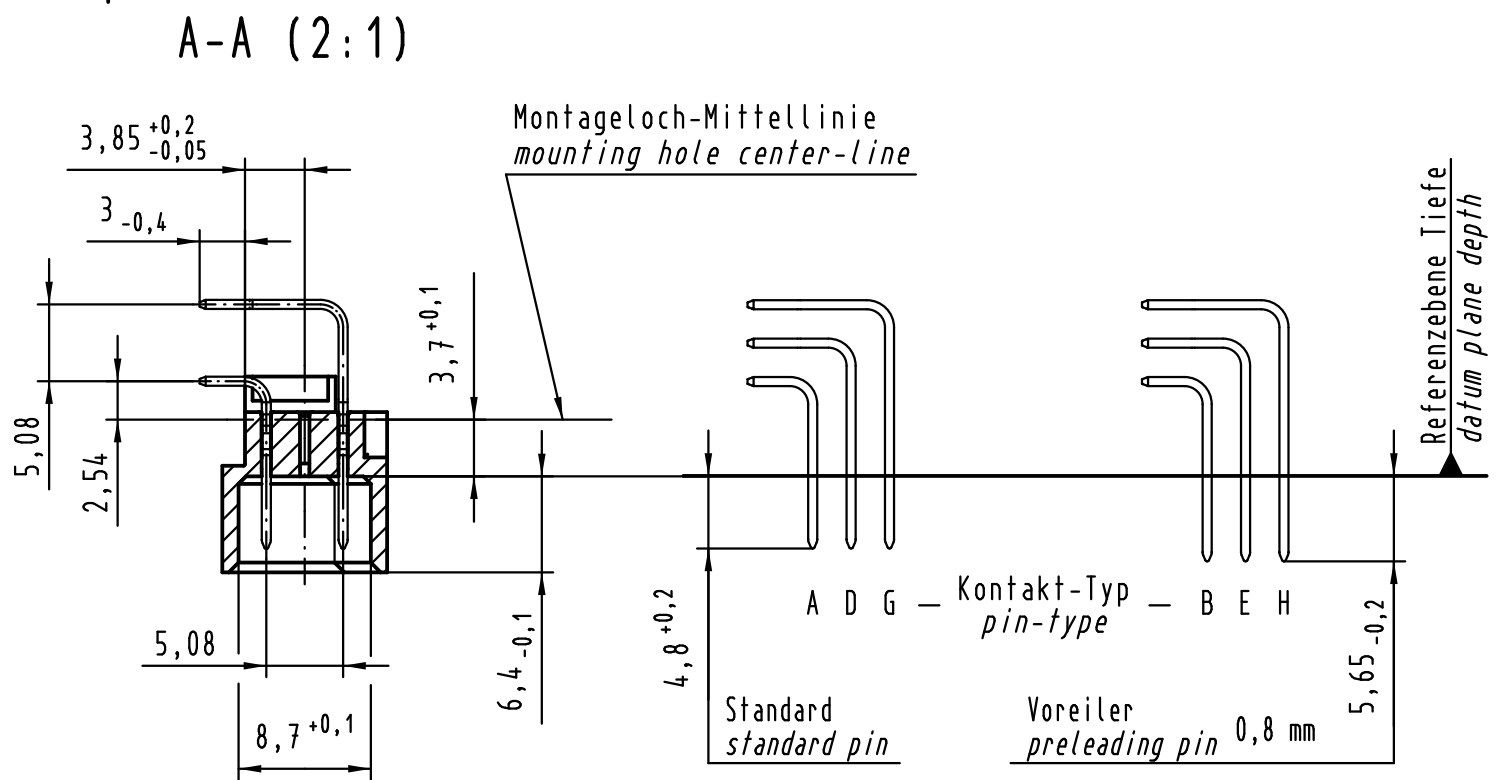 A-A (2:1)
3,85 +0,2 -0,05
3 -0,4
Montageloch-Mittellinie
mounting hole center-line
Referenzebene Tiefe
datum plane depth
3,7 +0,1
5,08
2,54
A D G – Kontakt-Typ – B E H
pin-type
5,08
6,4 -0,1
4,8 +0,2
5,65 -0,2
8,7 +0,1
Standard
standard pin
Voreiler
preleading pin 0,8 mm